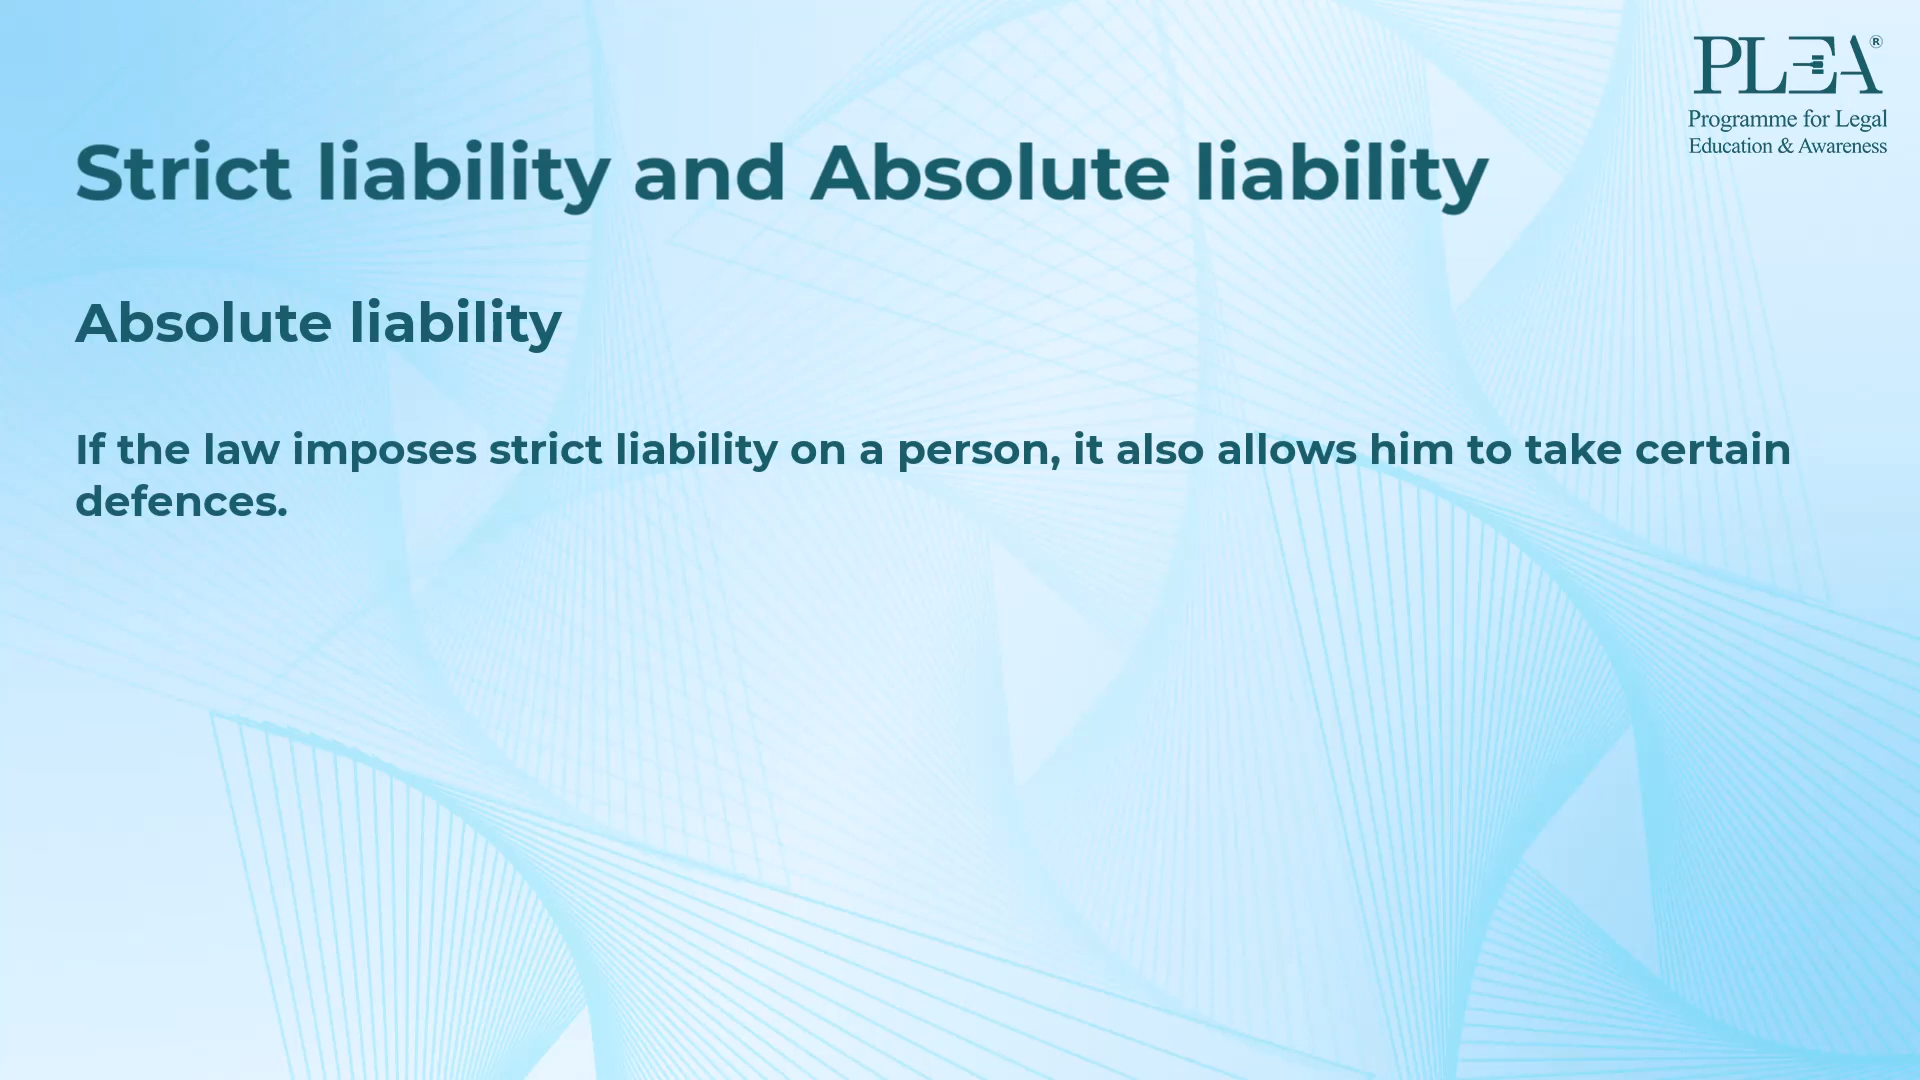 PLEA®
Programme for Legal
Education & Awareness
Strict liability and Absolute liability
Absolute liability
If the law imposes strict liability on a person, it also allows him to take certain
defences.